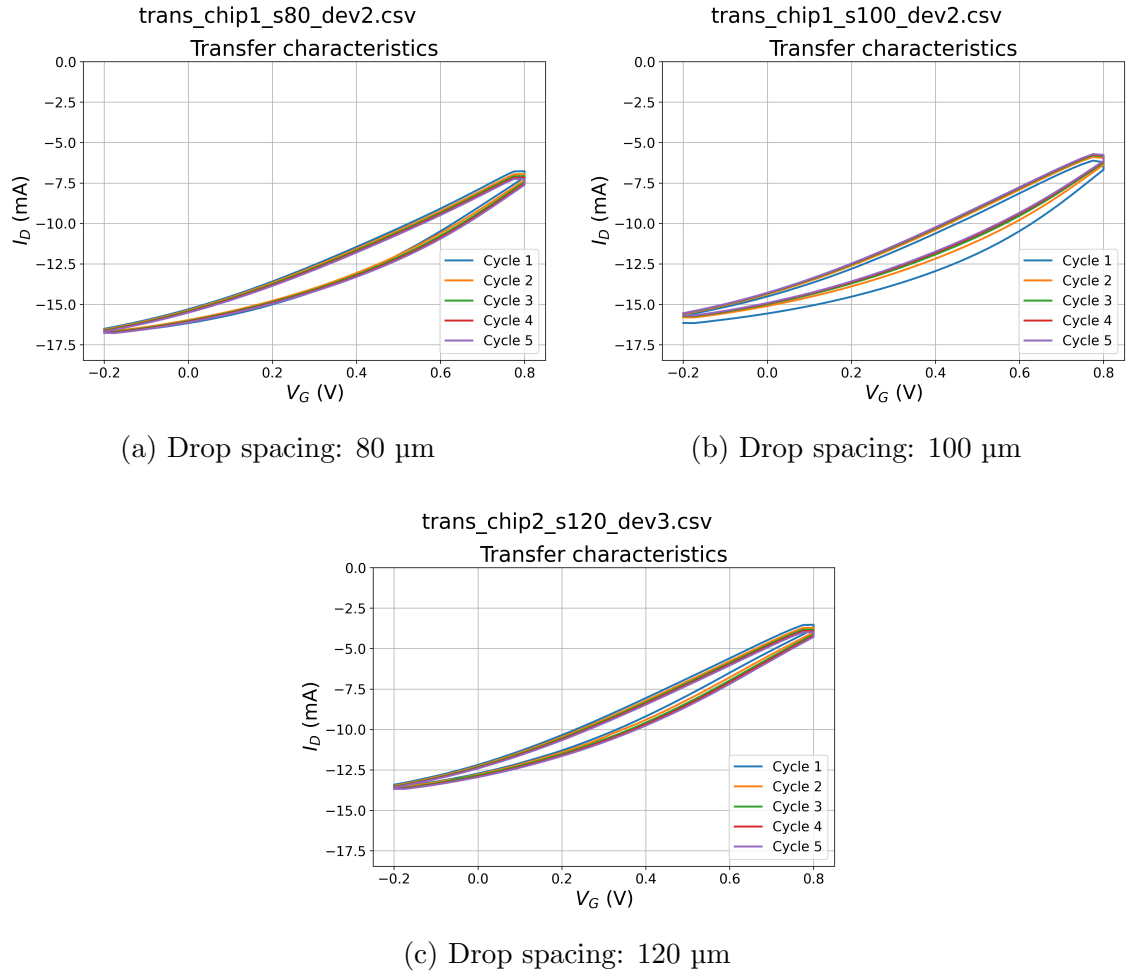 trans_chip1_s80_dev2.csv
Transfer characteristics
0.0
−2.5
−5.0
−7.5
−10.0
−12.5
−15.0
−17.5
I_D (mA)
Cycle 1
Cycle 2
Cycle 3
Cycle 4
Cycle 5
−0.2 0.0 0.2 0.4 0.6 0.8
V_G (V)
(a) Drop spacing: 80 µm
trans_chip1_s100_dev2.csv
Transfer characteristics
0.0
−2.5
−5.0
−7.5
−10.0
−12.5
−15.0
−17.5
I_D (mA)
Cycle 1
Cycle 2
Cycle 3
Cycle 4
Cycle 5
−0.2 0.0 0.2 0.4 0.6 0.8
V_G (V)
(b) Drop spacing: 100 µm
trans_chip2_s120_dev3.csv
Transfer characteristics
0.0
−2.5
−5.0
−7.5
−10.0
−12.5
−15.0
−17.5
I_D (mA)
Cycle 1
Cycle 2
Cycle 3
Cycle 4
Cycle 5
−0.2 0.0 0.2 0.4 0.6 0.8
V_G (V)
(c) Drop spacing: 120 µm